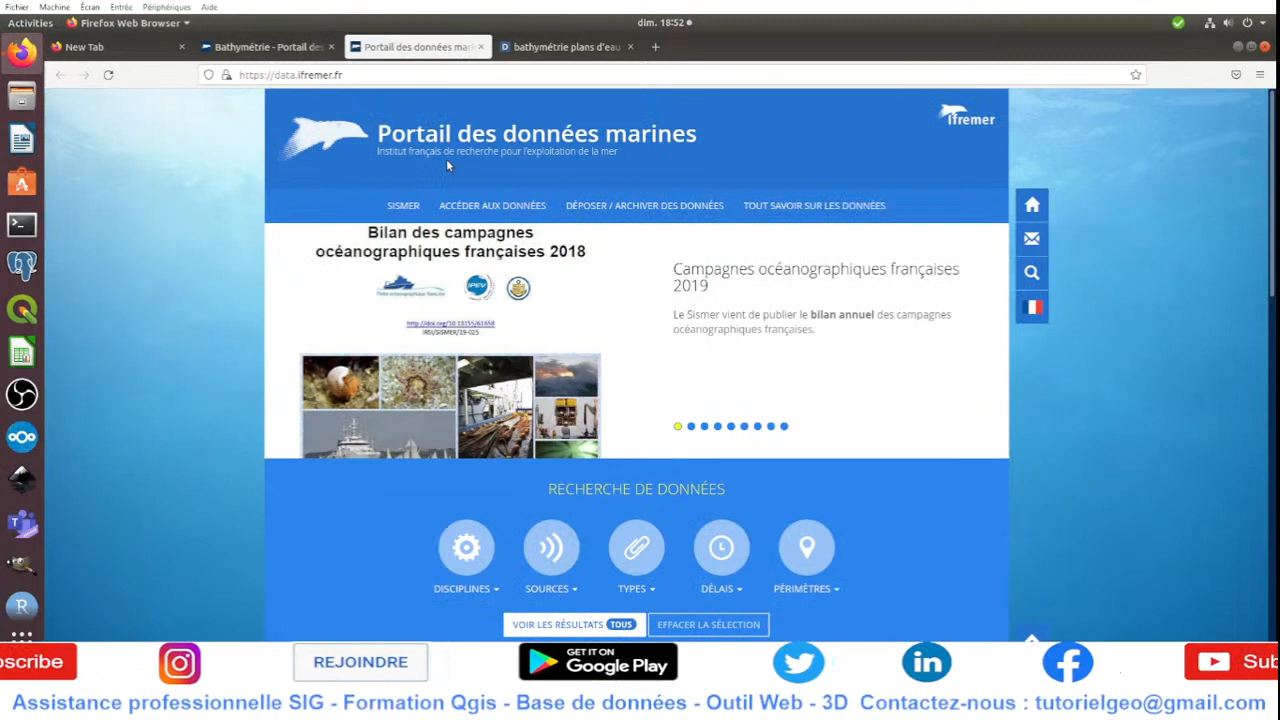 Fichier Machine Écran Entrée Périphériques Aide
Activities Firefox Web Browser dim. 18:52
New Tab × Bathymétrie - Portail des × Portail des données mari × bathymétrie plans d'eau × +
https://data.ifremer.fr
Portail des données marines
Institut français de recherche pour l'exploitation de la mer
ifremer
SISMER ACCÉDER AUX DONNÉES DÉPOSER / ARCHIVER DES DONNÉES TOUT SAVOIR SUR LES DONNÉES
Bilan des campagnes
océanographiques françaises 2018
IPEV
http://doi.org/10.13155/61658
IRSI/SISMER/19-025
Campagnes océanographiques françaises
2019
Le Sismer vient de publier le bilan annuel des campagnes
océanographiques françaises.
RECHERCHE DE DONNÉES
DISCIPLINES SOURCES TYPES DÉLAIS PÉRIMÈTRES
VOIR LES RÉSULTATS TOUS EFFACER LA SÉLECTION
oscribe REJOINDRE GET IT ON Google Play Sub
Assistance professionnelle SIG - Formation Qgis - Base de données - Outil Web - 3D Contactez-nous : tutorielgeo@gmail.com